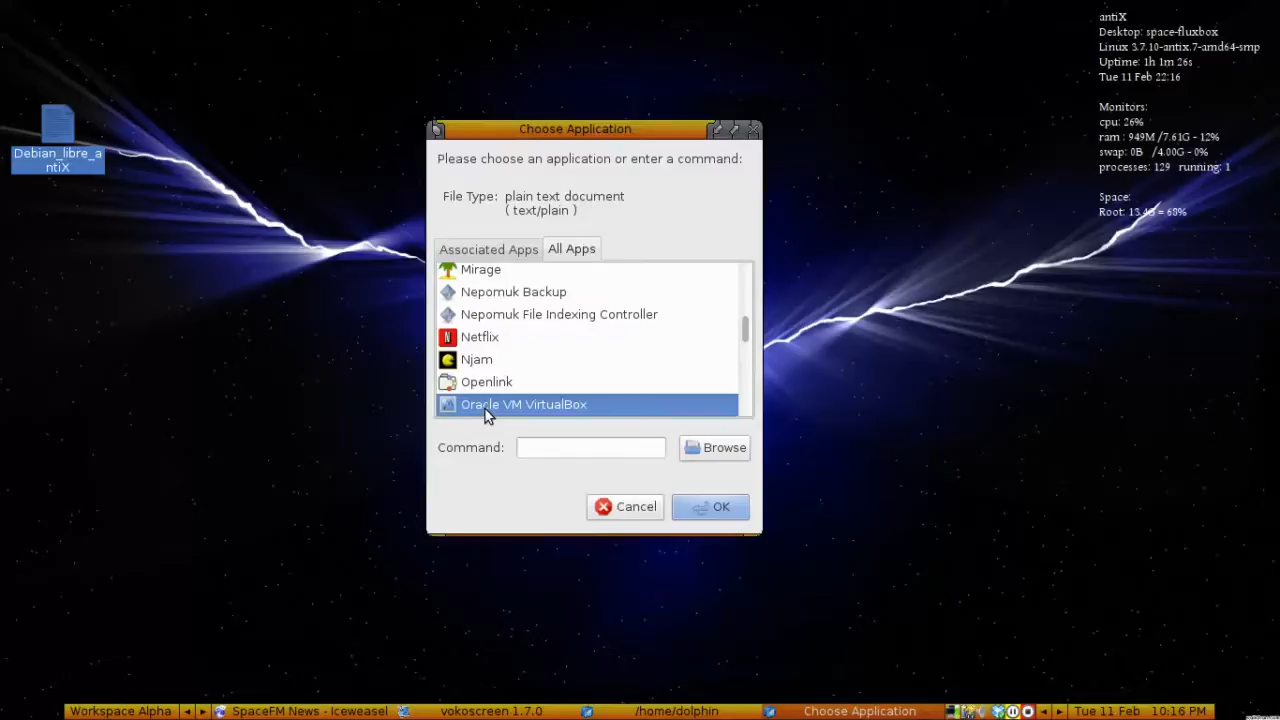 antiX
Desktop: space-fluxbox
Linux 3.7.10-antix.7-amd64-smp
Uptime: 1h 1m 26s
Tue 11 Feb 22:16
Monitors:
cpu: 26%
ram : 949M /7.61G - 12%
swap: 0B /4.00G - 0%
processes: 129 running: 1
Space:
Root: 13.4G = 68%
Debian_libre_a
ntiX
Choose Application
Please choose an application or enter a command:
File Type: plain text document
( text/plain )
Associated Apps All Apps
Mirage
Nepomuk Backup
Nepomuk File Indexing Controller
N Netflix
Njam
Openlink
Oracle VM VirtualBox
Command: Browse
Cancel OK
Workspace Alpha SpaceFM News - Iceweasel vokoscreen 1.7.0 /home/dolphin Choose Application Tue 11 Feb 10:16 PM